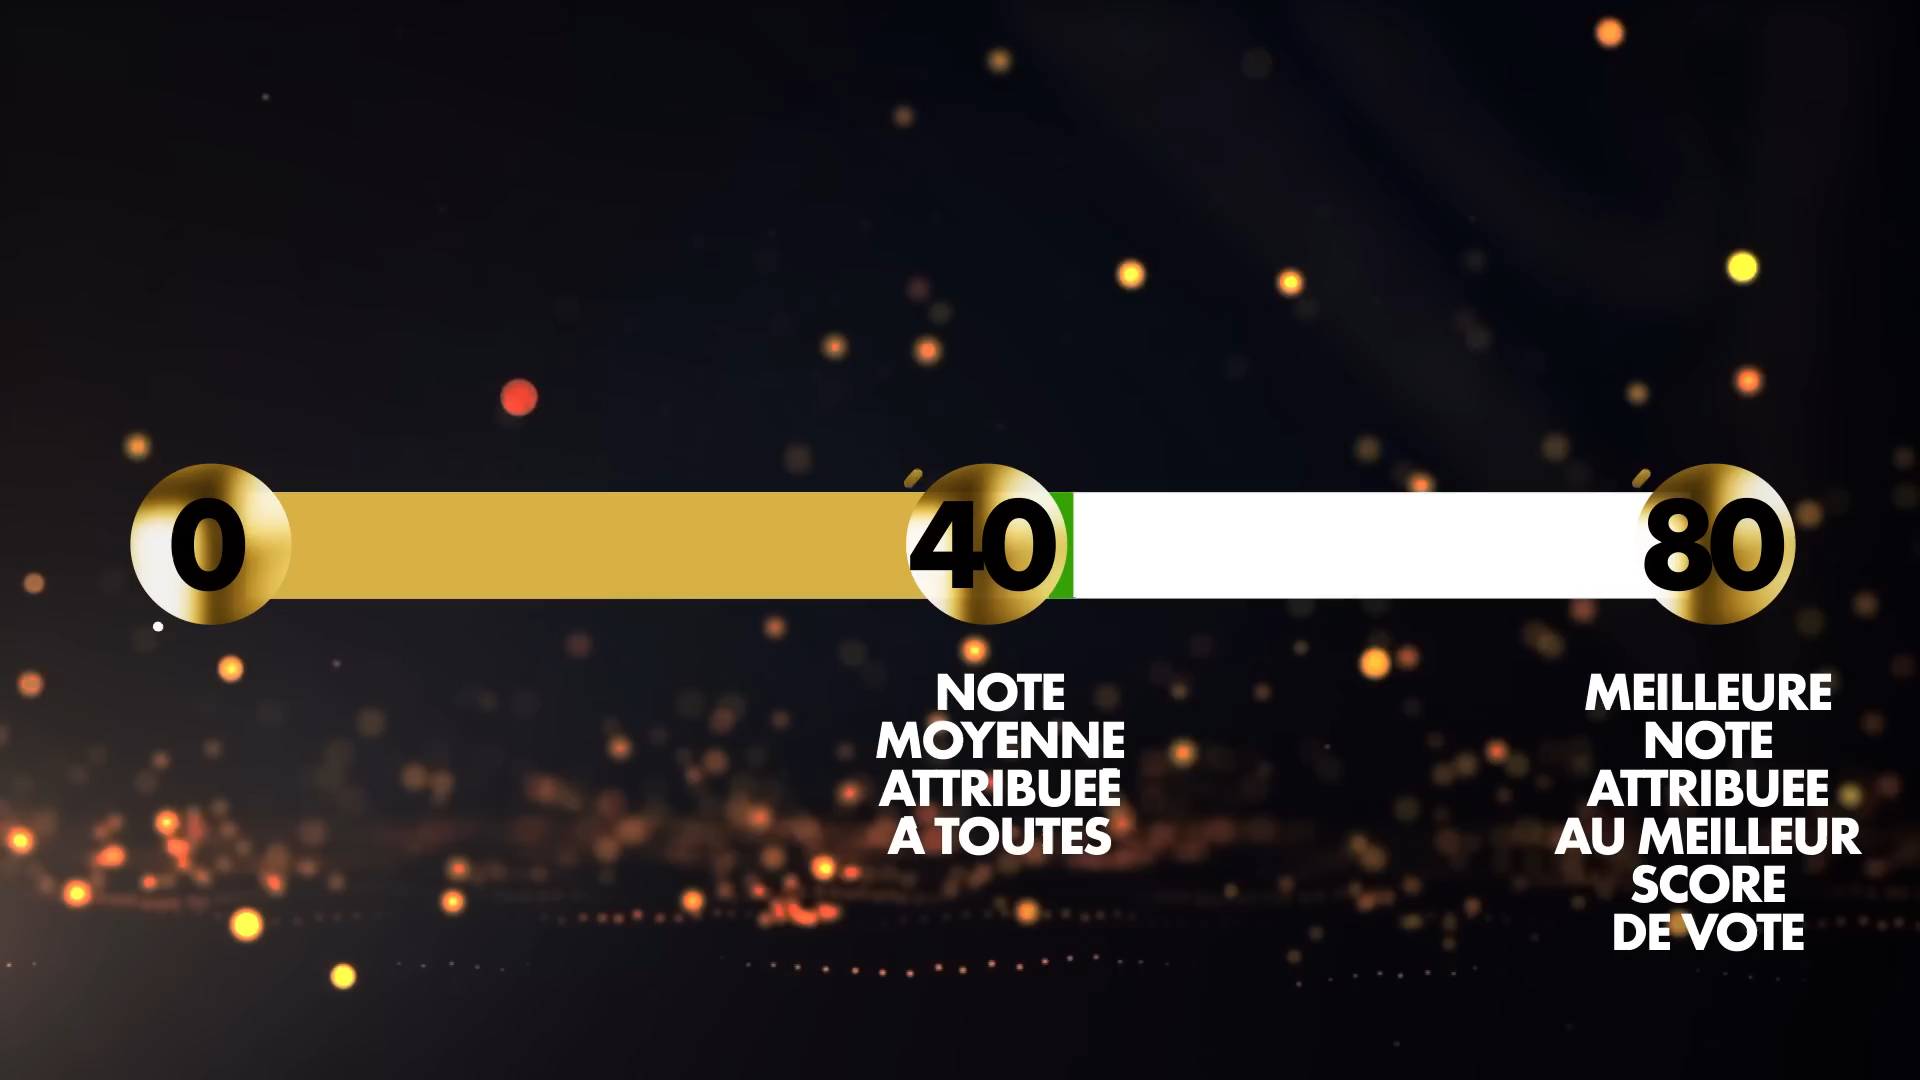 0
40
80
NOTE
MOYENNE
ATTRIBUEE
A TOUTES
MEILLEURE
NOTE
ATTRIBUEE
AU MEILLEUR
SCORE
DE VOTE